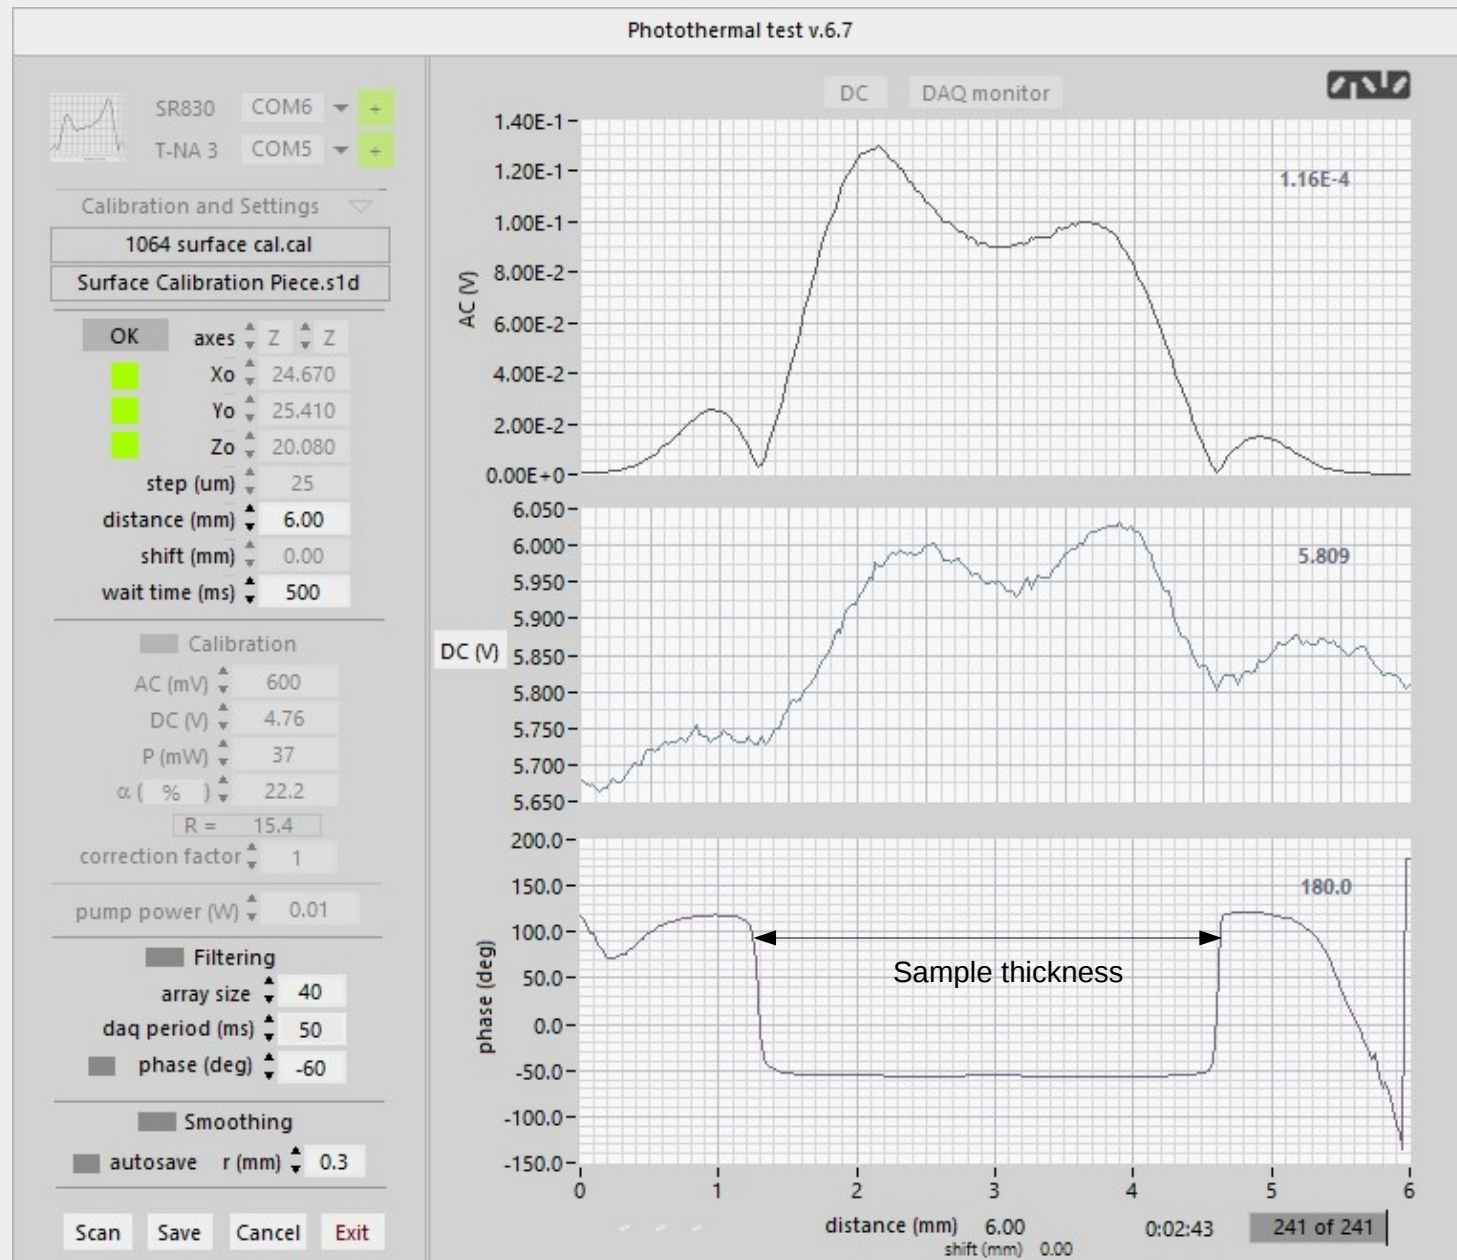 Photothermal test v.6.7
SR830 COM6 +
T-NA 3 COM5 +
Calibration and Settings
1064 surface cal.cal
Surface Calibration Piece.s1d
OK axes Z Z
Xo 24.670
Yo 25.410
Zo 20.080
step (um) 25
distance (mm) 6.00
shift (mm) 0.00
wait time (ms) 500
Calibration
AC (mV) 600
DC (V) 4.76
P (mW) 37
α ( % ) 22.2
R = 15.4
correction factor 1
pump power (W) 0.01
Filtering
array size 40
daq period (ms) 50
phase (deg) -60
Smoothing
autosave r (mm) 0.3
Scan Save Cancel Exit
DC DAQ monitor
AC (V)
1.40E-1
1.20E-1
1.00E-1
8.00E-2
6.00E-2
4.00E-2
2.00E-2
0.00E+0
1.16E-4
DC (V)
6.050
6.000
5.950
5.900
5.850
5.800
5.750
5.700
5.650
5.809
phase (deg)
200.0
150.0
100.0
50.0
0.0
-50.0
-100.0
-150.0
180.0
Sample thickness
0 1 2 3 4 5 6
distance (mm) 6.00 0:02:43 241 of 241
shift (mm) 0.00